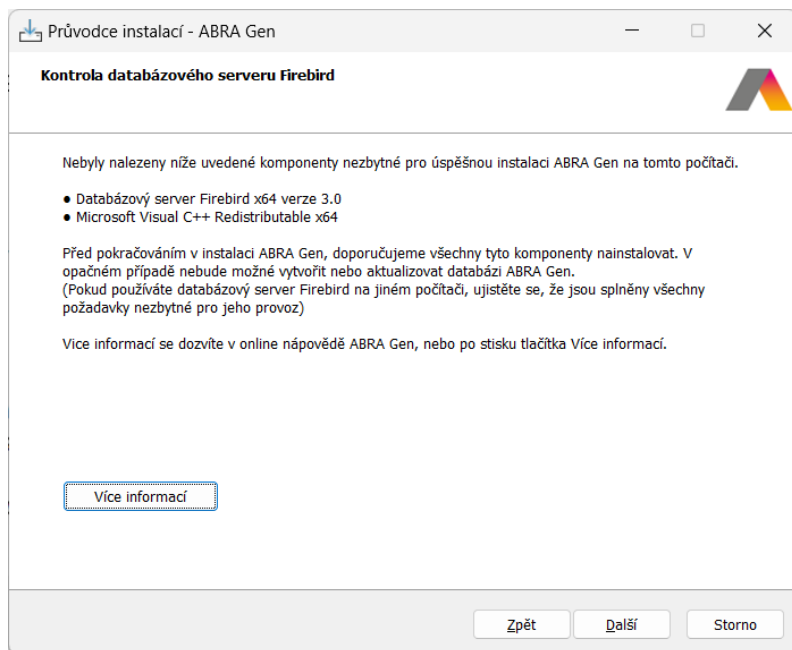 Průvodce instalací - ABRA Gen
Kontrola databázového serveru Firebird
Nebyly nalezeny níže uvedené komponenty nezbytné pro úspěšnou instalaci ABRA Gen na tomto počítači.
● Databázový server Firebird x64 verze 3.0
● Microsoft Visual C++ Redistributable x64
Před pokračováním v instalaci ABRA Gen, doporučujeme všechny tyto komponenty nainstalovat. V
opačném případě nebude možné vytvořit nebo aktualizovat databázi ABRA Gen.
(Pokud používáte databázový server Firebird na jiném počítači, ujistěte se, že jsou splněny všechny
požadavky nezbytné pro jeho provoz)
Vice informací se dozvíte v online nápovědě ABRA Gen, nebo po stisku tlačítka Více informací.
Více informací
Zpět
Další
Storno